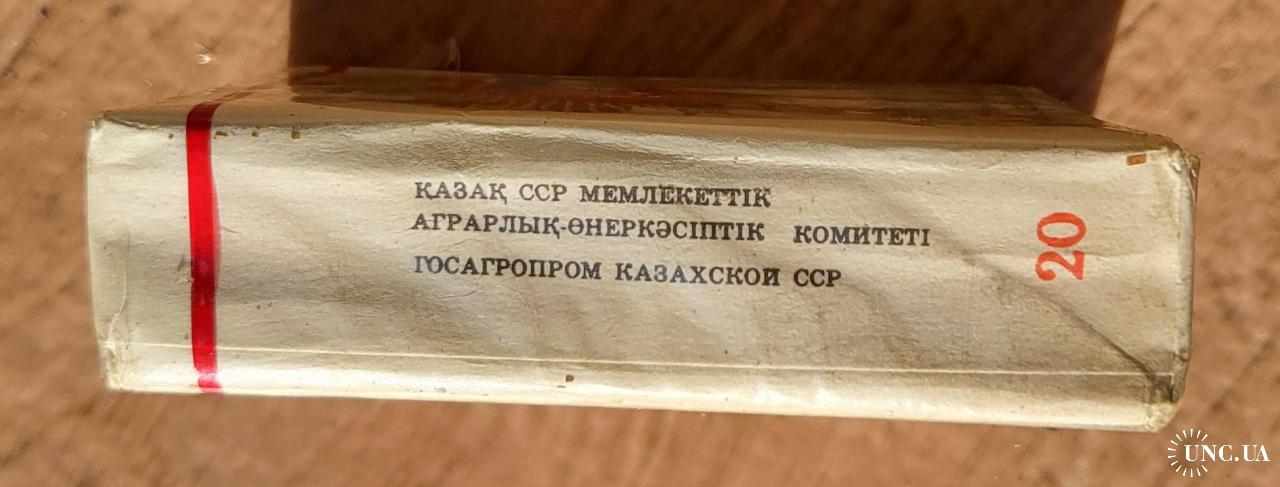 ҚАЗАҚ ССР МЕМЛЕКЕТТІК
АГРАРЛЫҚ-ӨНЕРКӘСІПТІК КОМИТЕТІ
ГОСАГРОПРОМ КАЗАХСКОЙ ССР
20
UNC.UA